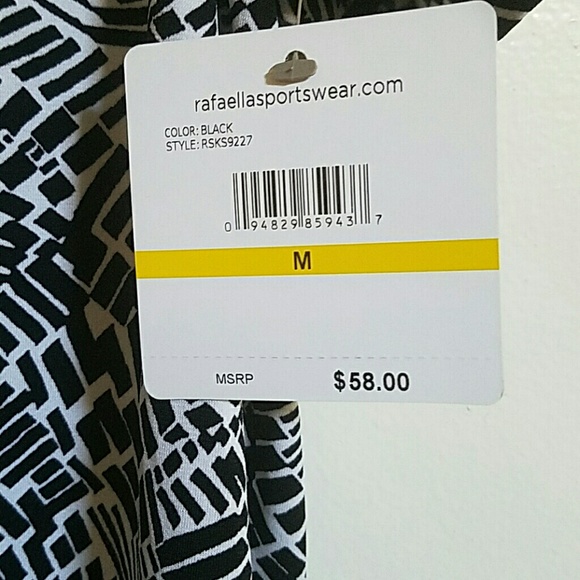 rafaellasportswear.com
COLOR: BLACK
STYLE: RSKS9227
0 94829 85943 7
M
MSRP $58.00